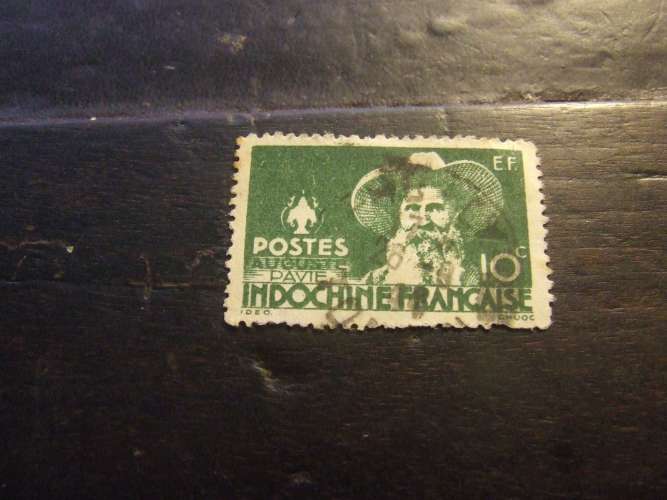 E.F.
POSTES
AUGUSTE
PAVIE
10c
INDOCHINE FRANÇAISE
I.D.E.O.